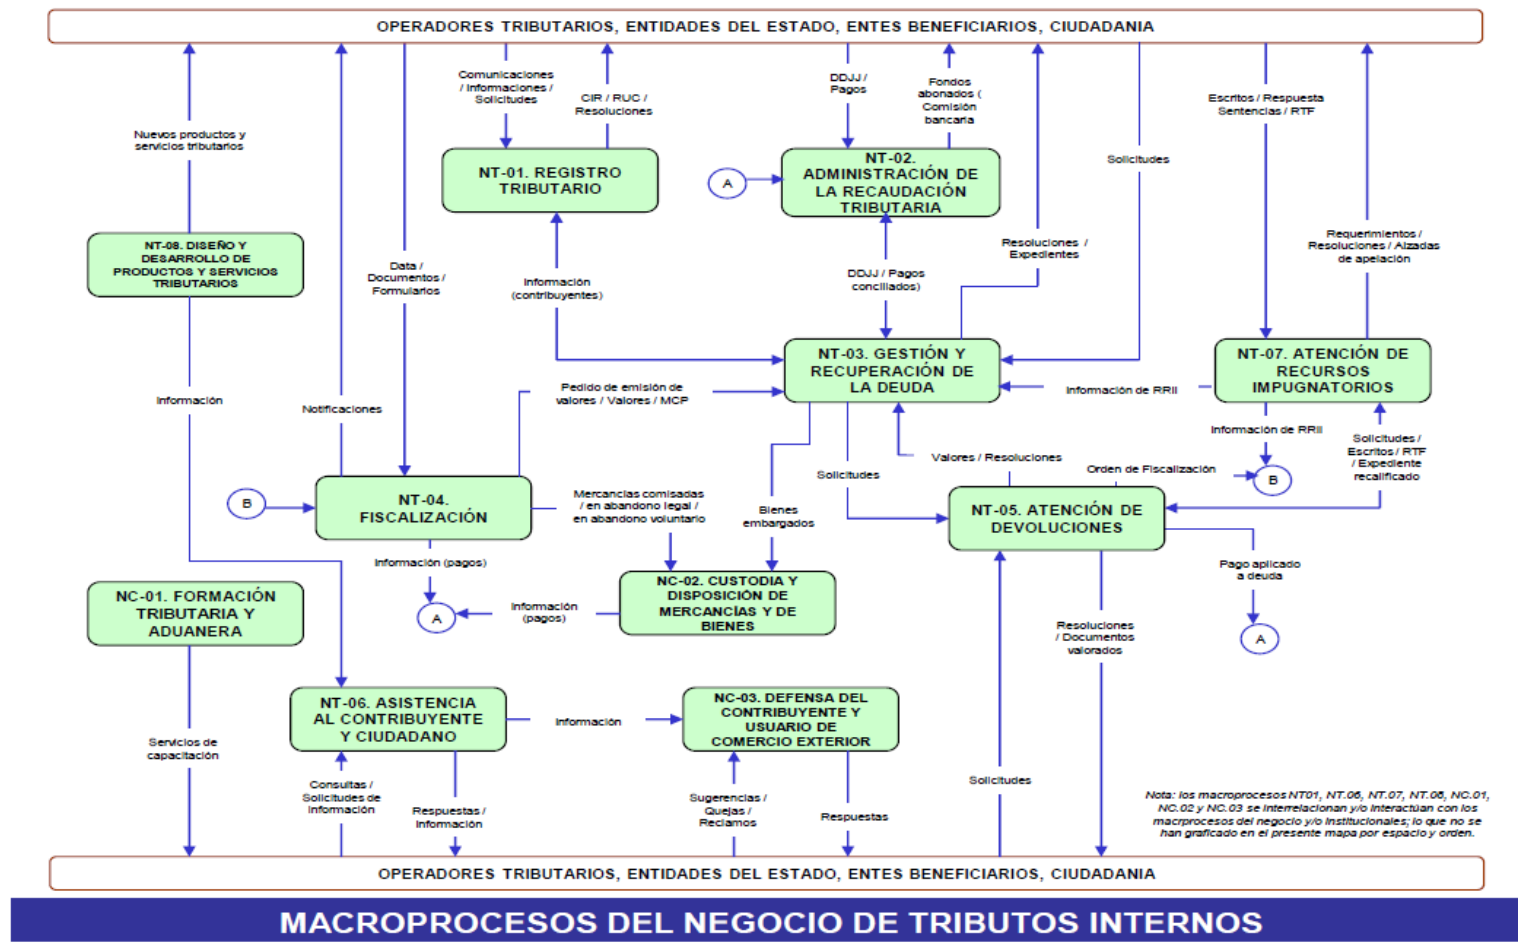 OPERADORES TRIBUTARIOS, ENTIDADES DEL ESTADO, ENTES BENEFICIARIOS, CIUDADANIA
Comunicaciones
/ Informaciones /
Solicitudes
CIR / RUC /
Resoluciones
DDJJ /
Pagos
Fondos
abonados (
Comisión
bancaria
Escritos / Respuesta
Sentencias / RTF
Nuevos productos y
servicios tributarios
Solicitudes
NT-01. REGISTRO
TRIBUTARIO
A
NT-02.
ADMINISTRACIÓN DE
LA RECAUDACIÓN
TRIBUTARIA
NT-08. DISEÑO Y
DESARROLLO DE
PRODUCTOS Y SERVICIOS
TRIBUTARIOS
Data /
Documentos /
Formularios
Información
(contribuyentes)
DDJJ / Pagos
conciliados)
Resoluciones /
Expedientes
Requerimientos /
Resoluciones / Alzadas
de apelación
NT-03. GESTIÓN Y
RECUPERACIÓN DE
LA DEUDA
NT-07. ATENCIÓN DE
RECURSOS
IMPUGNATORIOS
Información
Notificaciones
Pedido de emisión de
valores / Valores / MCP
Información de RRII
Información de RRII
Solicitudes /
Escritos / RTF
/ Expediente
recalificado
Solicitudes
Valores / Resoluciones
Orden de Fiscalización
B
B
NT-04.
FISCALIZACIÓN
Mercancías comisadas
/ en abandono legal /
en abandono voluntario
Bienes
embargados
NT-05. ATENCIÓN DE
DEVOLUCIONES
Información (pagos)
Pago aplicado
a deuda
NC-01. FORMACIÓN
TRIBUTARIA Y
ADUANERA
A
Información
(pagos)
NC-02. CUSTODIA Y
DISPOSICIÓN DE
MERCANCÍAS Y DE
BIENES
Resoluciones
/ Documentos
valorados
A
NT-06. ASISTENCIA
AL CONTRIBUYENTE
Y CIUDADANO
Información
NC-03. DEFENSA DEL
CONTRIBUYENTE Y
USUARIO DE
COMERCIO EXTERIOR
Servicios de
capacitación
Consultas /
Solicitudes de
información
Respuestas /
Información
Sugerencias /
Quejas /
Reclamos
Respuestas
Solicitudes
Nota: los macroprocesos NT01, NT.06, NT.07, NT.08, NC.01,
NC.02 y NC.03 se interrelacionan y/o interactúan con los
macrprocesos del negocio y/o institucionales; lo que no se
han graficado en el presente mapa por espacio y orden.
OPERADORES TRIBUTARIOS, ENTIDADES DEL ESTADO, ENTES BENEFICIARIOS, CIUDADANIA
MACROPROCESOS DEL NEGOCIO DE TRIBUTOS INTERNOS